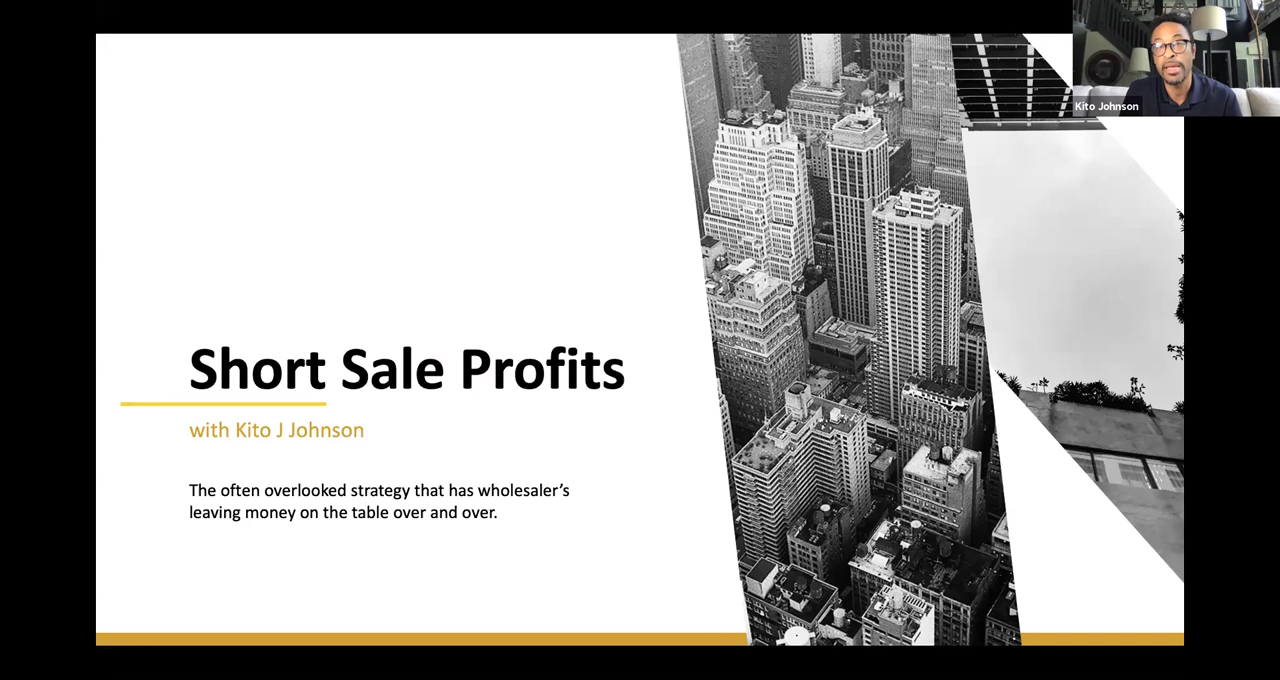 Kito Johnson
Short Sale Profits
with Kito J Johnson
The often overlooked strategy that has wholesaler’s
leaving money on the table over and over.